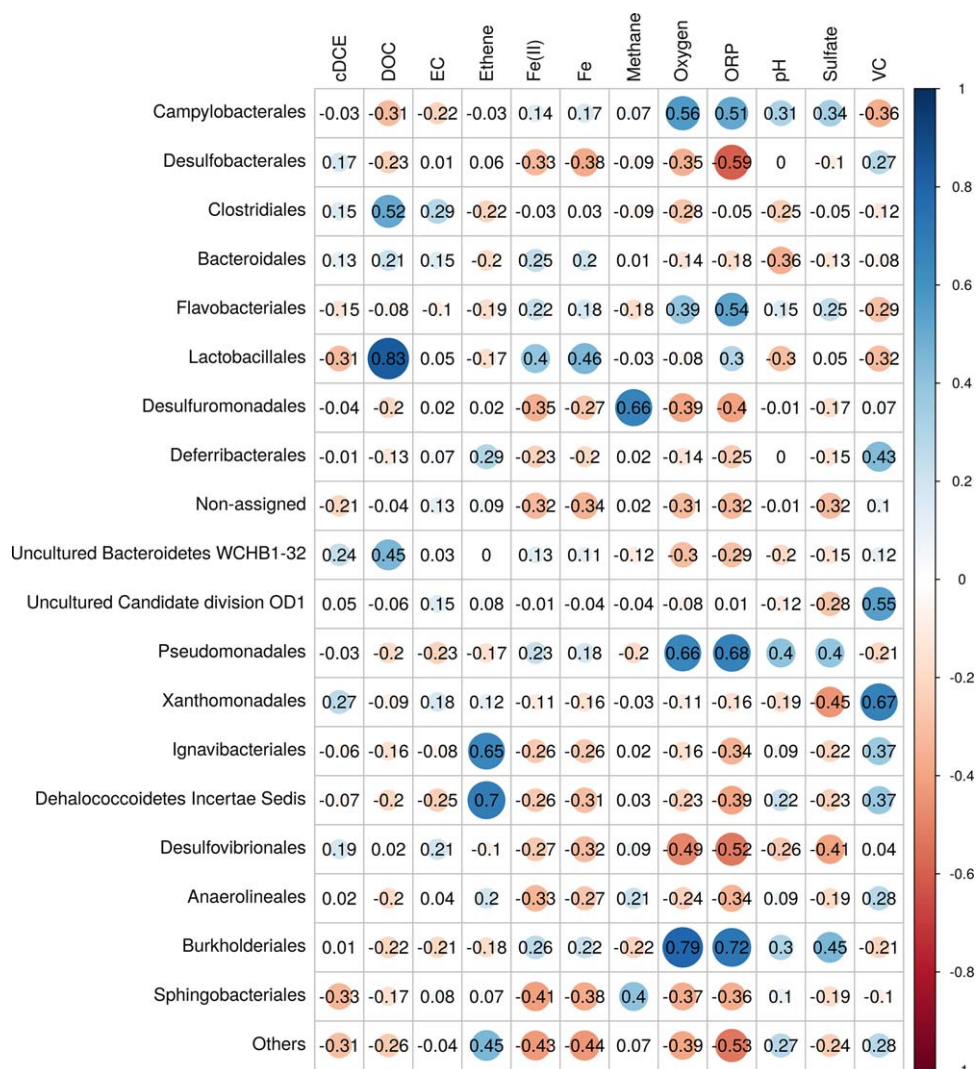 cDCE DOC EC Ethene Fe(II) Fe Methane Oxygen ORP pH Sulfate VC
Campylobacterales -0.03 -0.31 -0.22 -0.03 0.14 0.17 0.07 0.56 0.51 0.31 0.34 -0.36
Desulfobacterales 0.17 -0.23 0.01 0.06 -0.33 -0.38 -0.09 -0.35 -0.59 0 -0.1 0.27
Clostridiales 0.15 0.52 0.29 -0.22 -0.03 0.03 -0.09 -0.28 -0.05 -0.25 -0.05 -0.12
Bacteroidales 0.13 0.21 0.15 -0.2 0.25 0.2 0.01 -0.14 -0.18 -0.36 -0.13 -0.08
Flavobacteriales -0.15 -0.08 -0.1 -0.19 0.22 0.18 -0.18 0.39 0.54 0.15 0.25 -0.29
Lactobacillales -0.31 0.83 0.05 -0.17 0.4 0.46 -0.03 -0.08 0.3 -0.3 0.05 -0.32
Desulfuromonadales -0.04 -0.2 0.02 0.02 -0.35 -0.27 0.66 -0.39 -0.4 -0.01 -0.17 0.07
Deferribacterales -0.01 -0.13 0.07 0.29 -0.23 -0.2 0.02 -0.14 -0.25 0 -0.15 0.43
Non-assigned -0.21 -0.04 0.13 0.09 -0.32 -0.34 0.02 -0.31 -0.32 -0.01 -0.32 0.1
Uncultured Bacteroidetes WCHB1-32 0.24 0.45 0.03 0 0.13 0.11 -0.12 -0.3 -0.29 -0.2 -0.15 0.12
Uncultured Candidate division OD1 0.05 -0.06 0.15 0.08 -0.01 -0.04 -0.04 -0.08 0.01 -0.12 -0.28 0.55
Pseudomonadales -0.03 -0.2 -0.23 -0.17 0.23 0.18 -0.2 0.66 0.68 0.4 0.4 -0.21
Xanthomonadales 0.27 -0.09 0.18 0.12 -0.11 -0.16 -0.03 -0.11 -0.16 -0.19 -0.45 0.67
Ignavibacteriales -0.06 -0.16 -0.08 0.65 -0.26 -0.26 0.02 -0.16 -0.34 0.09 -0.22 0.37
Dehalococcoidetes Incertae Sedis -0.07 -0.2 -0.25 0.7 -0.26 -0.31 0.03 -0.23 -0.39 0.22 -0.23 0.37
Desulfovibrionales 0.19 0.02 0.21 -0.1 -0.27 -0.32 0.09 -0.49 -0.52 -0.26 -0.41 0.04
Anaerolineales 0.02 -0.2 0.04 0.2 -0.33 -0.27 0.21 -0.24 -0.34 0.09 -0.19 0.28
Burkholderiales 0.01 -0.22 -0.21 -0.18 0.26 0.22 -0.22 0.79 0.72 0.3 0.45 -0.21
Sphingobacteriales -0.33 -0.17 0.08 0.07 -0.41 -0.38 0.4 -0.37 -0.36 0.1 -0.19 -0.1
Others -0.31 -0.26 -0.04 0.45 -0.43 -0.44 0.07 -0.39 -0.53 0.27 -0.24 0.28
1
0.8
0.6
0.4
0.2
0
-0.2
-0.4
-0.6
-0.8
-1